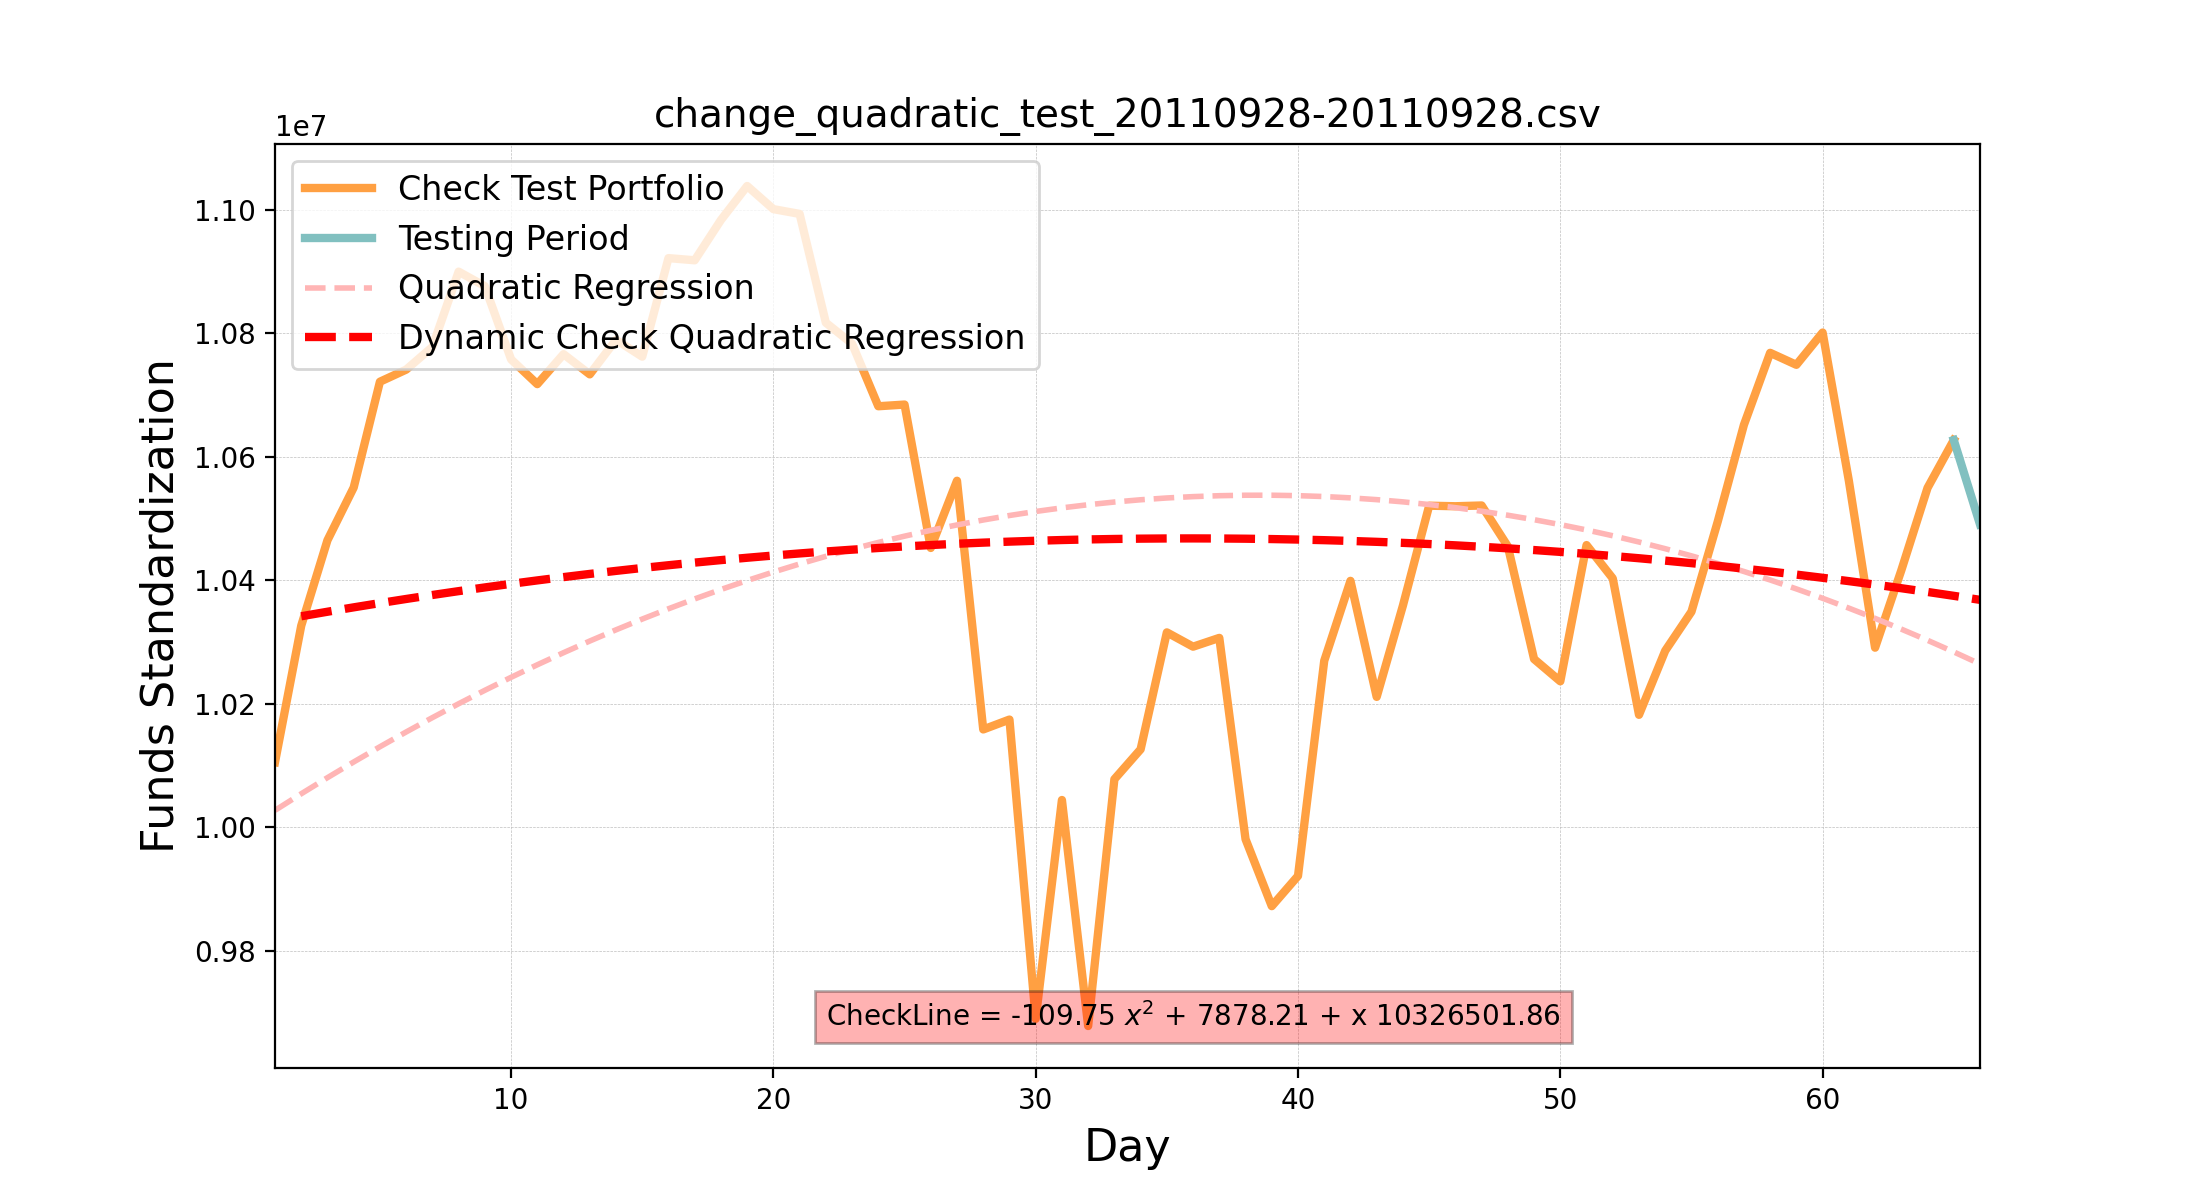 change_quadratic_test_20110928-20110928.csv
1e7
Check Test Portfolio
Testing Period
Quadratic Regression
Dynamic Check Quadratic Regression
1.10
1.08
1.06
1.04
1.02
1.00
0.98
Funds Standardization
CheckLine = -109.75 x² + 7878.21 + x 10326501.86
10 20 30 40 50 60
Day